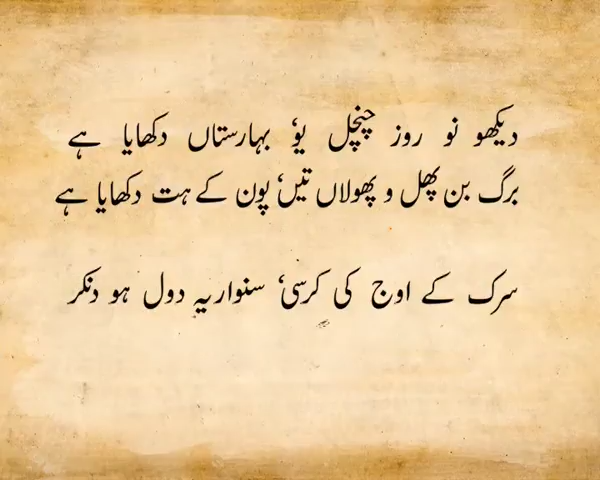 دیکھو نو روز چنچل یوٗ بہارستاں دکھایا ہے
برگ بن پھل و پھولاں تیںٗ پون کے ہت دکھایا ہے
سرک کے اوج کی کرسیٗ سنواریہ دول ہو دنکر